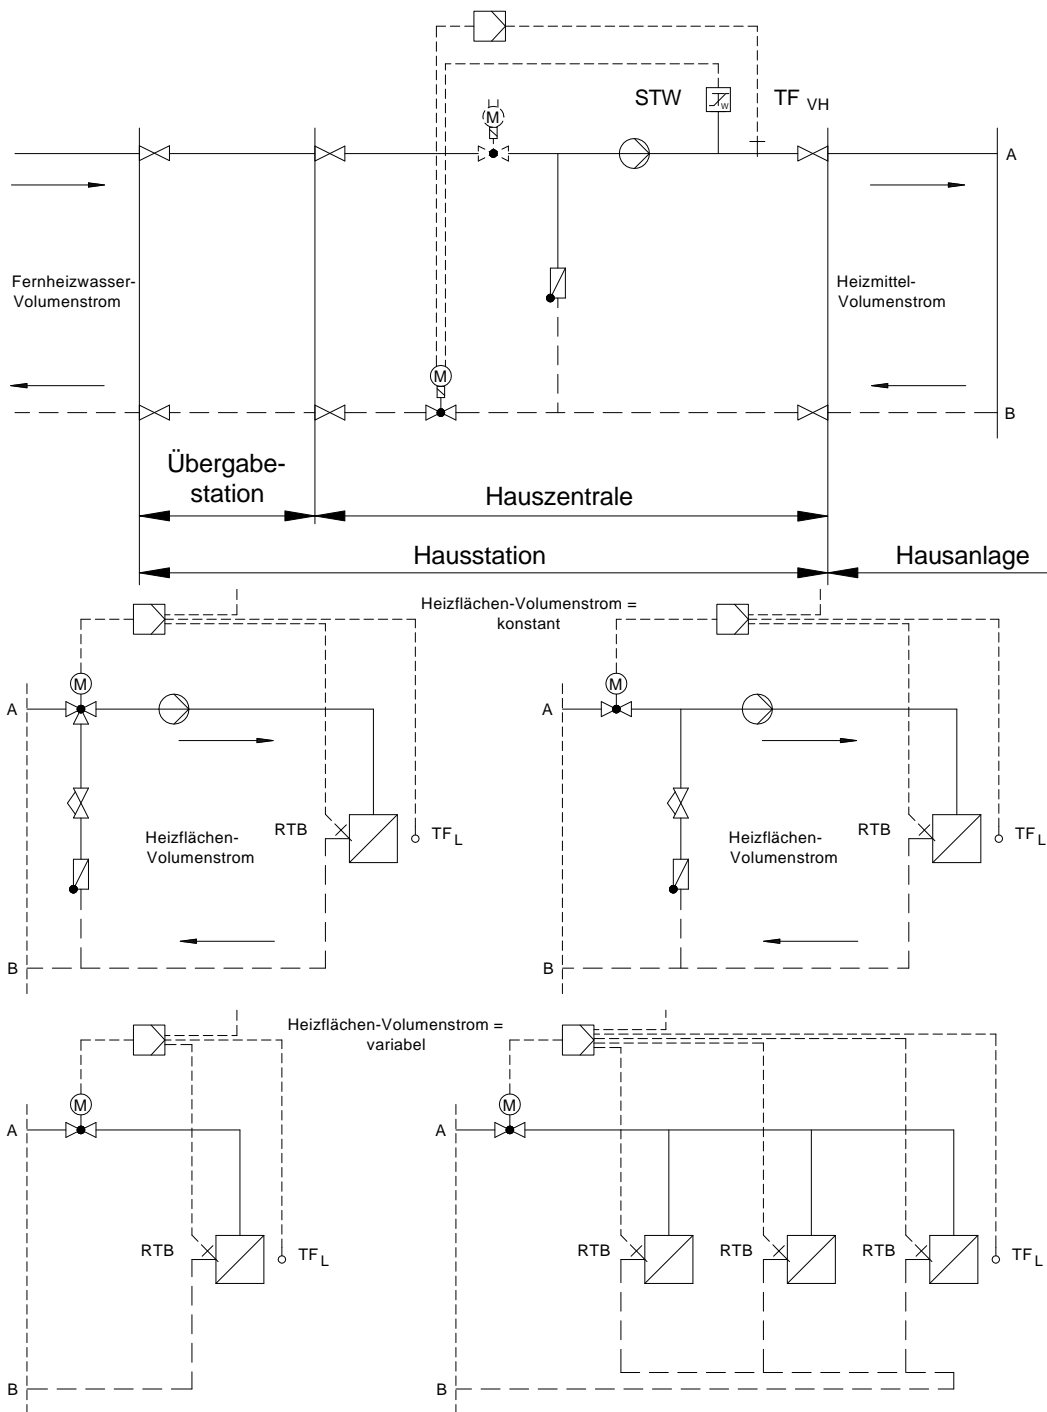 STW
TF VH
M
A
Fernheizwasser-
Volumenstrom
Heizmittel-
Volumenstrom
M
B
Übergabe-
station
Hauszentrale
Hausstation
Hausanlage
Heizflächen-Volumenstrom =
konstant
M
M
A
A
Heizflächen-
Volumenstrom
RTB
TF L
Heizflächen-
Volumenstrom
RTB
TF L
B
B
Heizflächen-Volumenstrom =
variabel
M
M
A
A
RTB
TF L
RTB
RTB
RTB
TF L
B
B